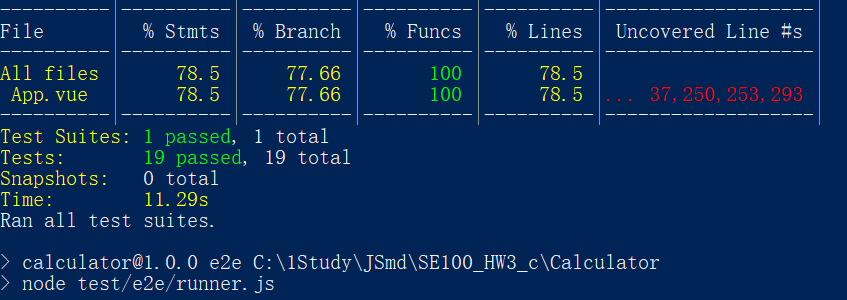 File | % Stmts | % Branch | % Funcs | % Lines | Uncovered Line #s
All files | 78.5 | 77.66 | 100 | 78.5 |
App.vue | 78.5 | 77.66 | 100 | 78.5 |... 37,250,253,293
Test Suites: 1 passed, 1 total
Tests: 19 passed, 19 total
Snapshots: 0 total
Time: 11.29s
Ran all test suites.
> calculator@1.0.0 e2e C:\1Study\JSmd\SE100_HW3_c\Calculator
> node test/e2e/runner.js